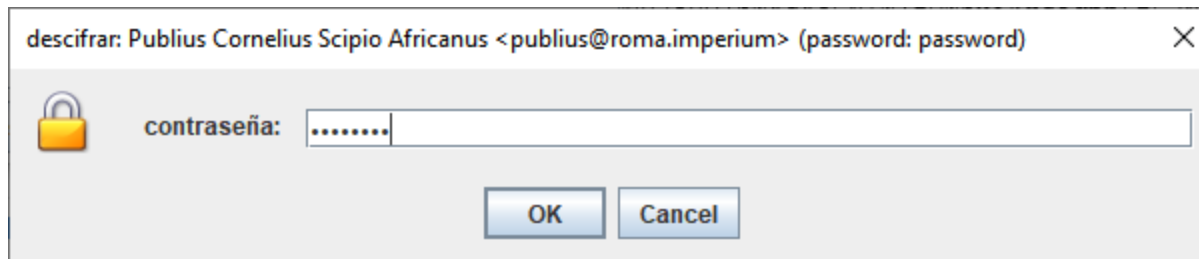 descifrar: Publius Cornelius Scipio Africanus <publius@roma.imperium> (password: password)
contraseña: ••••••••
OK Cancel